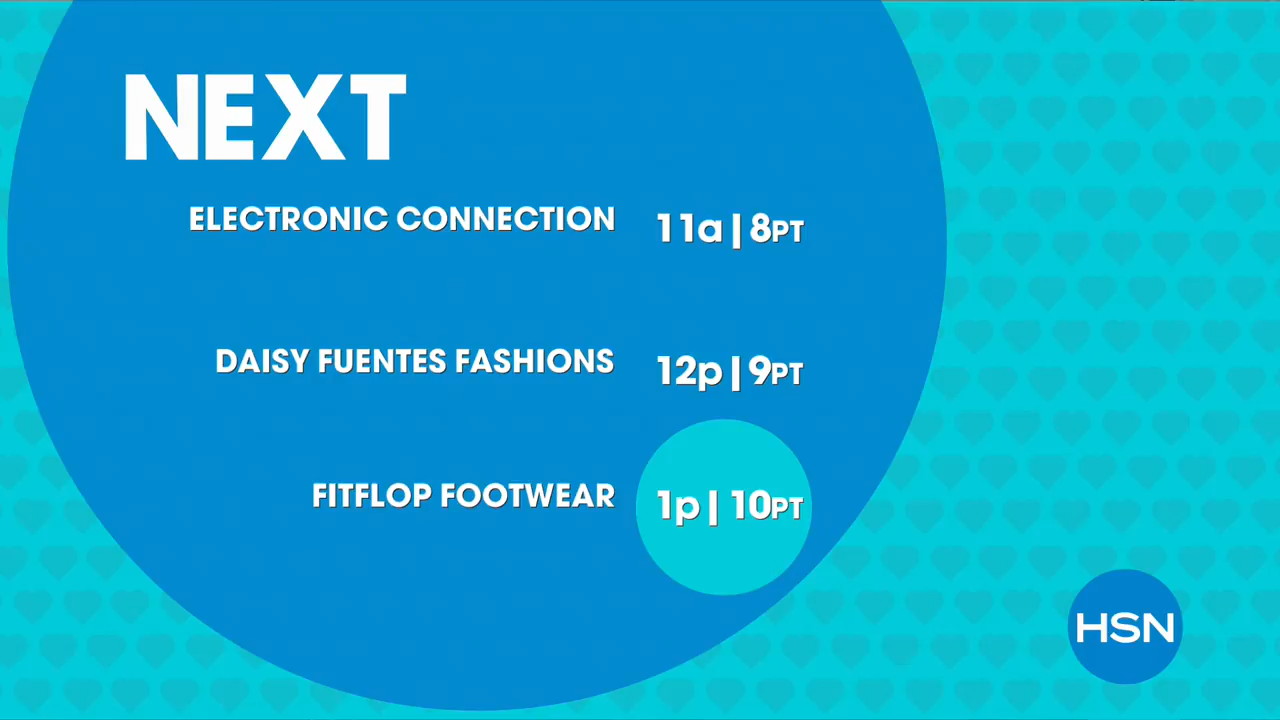 NEXT
ELECTRONIC CONNECTION 11a | 8PT
DAISY FUENTES FASHIONS 12p | 9PT
FITFLOP FOOTWEAR 1p | 10PT
HSN